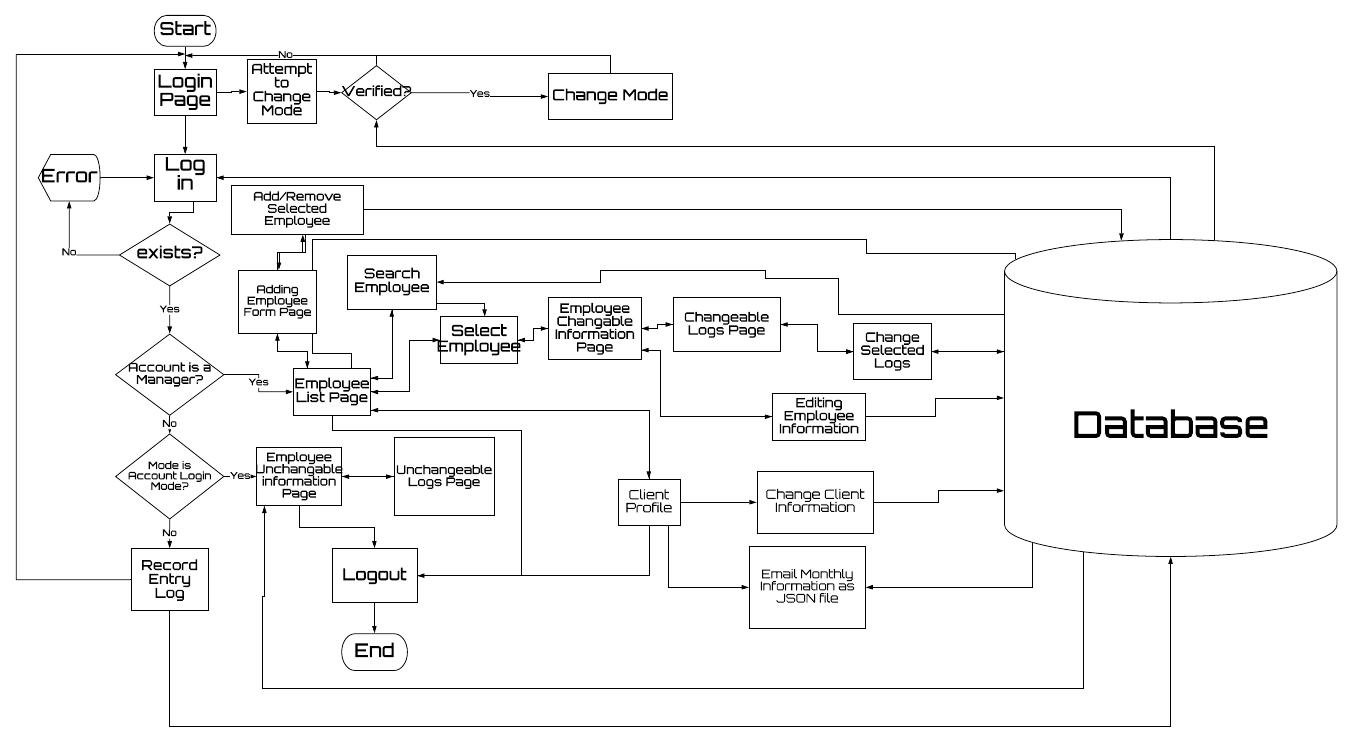 Start
No
Login
Page
Attempt
to
Change
Mode
Verified?
Yes
Change Mode
Error
Log
in
Add/Remove
Selected
Employee
No
exists?
Search
Employee
Adding
Employee
Form Page
Yes
Select
Employee
Employee
Changable
Information
Page
Changeable
Logs Page
Change
Selected
Logs
Account is a
Manager?
Yes
Employee
List Page
Editing
Employee
Information
Database
No
Mode is
Account Login
Mode?
Yes
Employee
Unchangable
information
Page
Unchangeable
Logs Page
Client
Profile
Change Client
Information
No
Record
Entry
Log
Logout
Email Monthly
Information as
JSON file
End